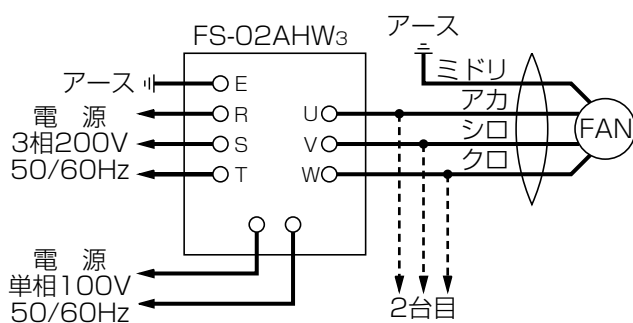 FS-02AHW3
アース
アース
E
電 源
3相200V
50/60Hz
R
S
T
U
V
W
ミドリ
アカ
シロ
クロ
FAN
電 源
単相100V
50/60Hz
2台目